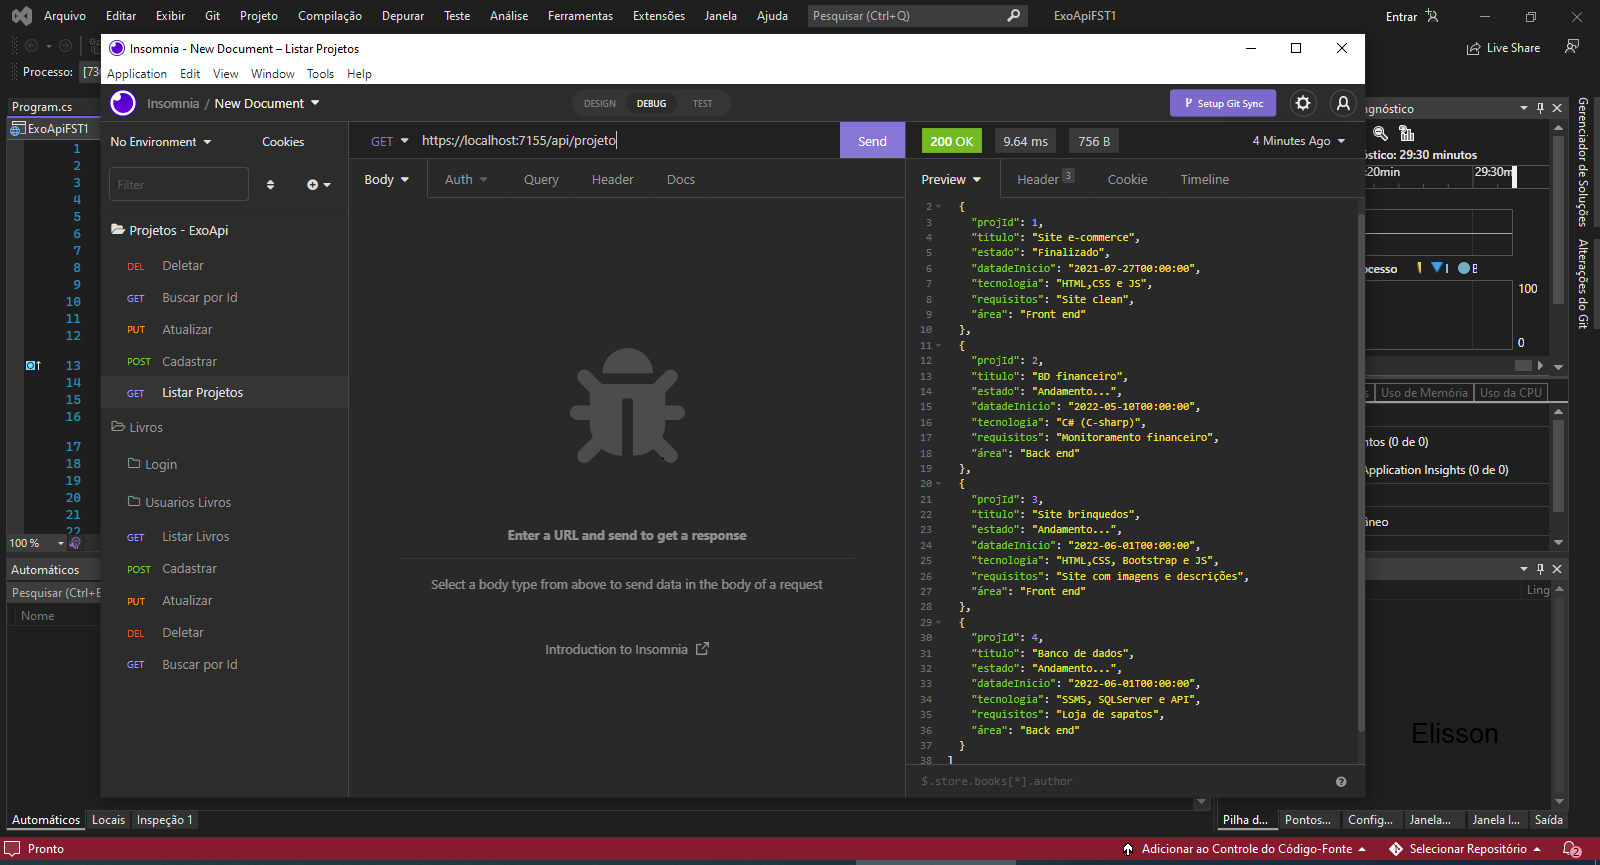 Arquivo Editar Exibir Git Projeto Compilação Depurar Teste Análise Ferramentas Extensões Janela Ajuda Pesquisar (Ctrl+Q) ExoApiFST1 Entrar
Live Share
Processo: [73
Insomnia - New Document – Listar Projetos
Application Edit View Window Tools Help
Insomnia / New Document DESIGN DEBUG TEST Setup Git Sync
Program.cs
ExoApiFST1
1
2
3
4
5
6
7
8
9
10
11
12
13
14
15
16
17
18
19
20
21
22
100 %
Automáticos
Pesquisar (Ctrl+E
Nome
No Environment Cookies
Filter
Projetos - ExoApi
DEL Deletar
GET Buscar por Id
PUT Atualizar
POST Cadastrar
GET Listar Projetos
Livros
Login
Usuarios Livros
GET Listar Livros
POST Cadastrar
PUT Atualizar
DEL Deletar
GET Buscar por Id
GET https://localhost:7155/api/projeto Send
Body Auth Query Header Docs
Enter a URL and send to get a response
Select a body type from above to send data in the body of a request
Introduction to Insomnia
200 OK 9.64 ms 756 B 4 Minutes Ago
Preview Header 3 Cookie Timeline
2 {
3 "projId": 1,
4 "titulo": "Site e-commerce",
5 "estado": "Finalizado",
6 "datadeInicio": "2021-07-27T00:00:00",
7 "tecnologia": "HTML,CSS e JS",
8 "requisitos": "Site clean",
9 "área": "Front end"
10 },
11 {
12 "projId": 2,
13 "titulo": "BD financeiro",
14 "estado": "Andamento...",
15 "datadeInicio": "2022-05-10T00:00:00",
16 "tecnologia": "C# (C-sharp)",
17 "requisitos": "Monitoramento financeiro",
18 "área": "Back end"
19 },
20 {
21 "projId": 3,
22 "titulo": "Site brinquedos",
23 "estado": "Andamento...",
24 "datadeInicio": "2022-06-01T00:00:00",
25 "tecnologia": "HTML,CSS, Bootstrap e JS",
26 "requisitos": "Site com imagens e descrições",
27 "área": "Front end"
28 },
29 {
30 "projId": 4,
31 "titulo": "Banco de dados",
32 "estado": "Andamento...",
33 "datadeInicio": "2022-06-01T00:00:00",
34 "tecnologia": "SSMS, SQLServer e API",
35 "requisitos": "Loja de sapatos",
36 "área": "Back end"
37 }
38 ]
$.store.books[*].author
agnóstico
óstico: 29:30 minutos
:20min 29:30m
ocesso I B
100
0
s Uso de Memória Uso da CPU
ntos (0 de 0)
Application Insights (0 de 0)
âneo
Ling
Elisson
Gerenciador de Soluções
Alterações do Git
Automáticos Locais Inspeção 1
Pilha d... Pontos... Config... Janela... Janela I... Saída
Pronto Adicionar ao Controle do Código-Fonte Selecionar Repositório 2